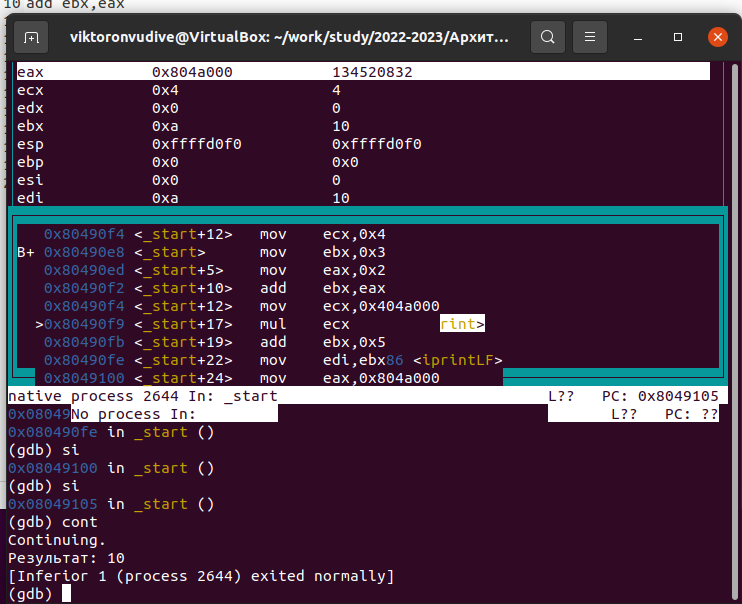 10 add ebx,eax
viktoronvudive@VirtualBox: ~/work/study/2022-2023/Архит...
eax 0x804a000 134520832
ecx 0x4 4
edx 0x0 0
ebx 0xa 10
esp 0xffffd0f0 0xffffd0f0
ebp 0x0 0x0
esi 0x0 0
edi 0xa 10
0x80490f4 <_start+12> mov ecx,0x4
B+ 0x80490e8 <_start> mov ebx,0x3
0x80490ed <_start+5> mov eax,0x2
0x80490f2 <_start+10> add ebx,eax
0x80490f4 <_start+12> mov ecx,0x404a000
>0x80490f9 <_start+17> mul ecx rint>
0x80490fb <_start+19> add ebx,0x5
0x80490fe <_start+22> mov edi,ebx86 <iprintLF>
0x8049100 <_start+24> mov eax,0x804a000
native process 2644 In: _start L?? PC: 0x8049105
0x08049No process In: L?? PC: ??
0x080490fe in _start ()
(gdb) si
0x08049100 in _start ()
(gdb) si
0x08049105 in _start ()
(gdb) cont
Continuing.
Результат: 10
[Inferior 1 (process 2644) exited normally]
(gdb)